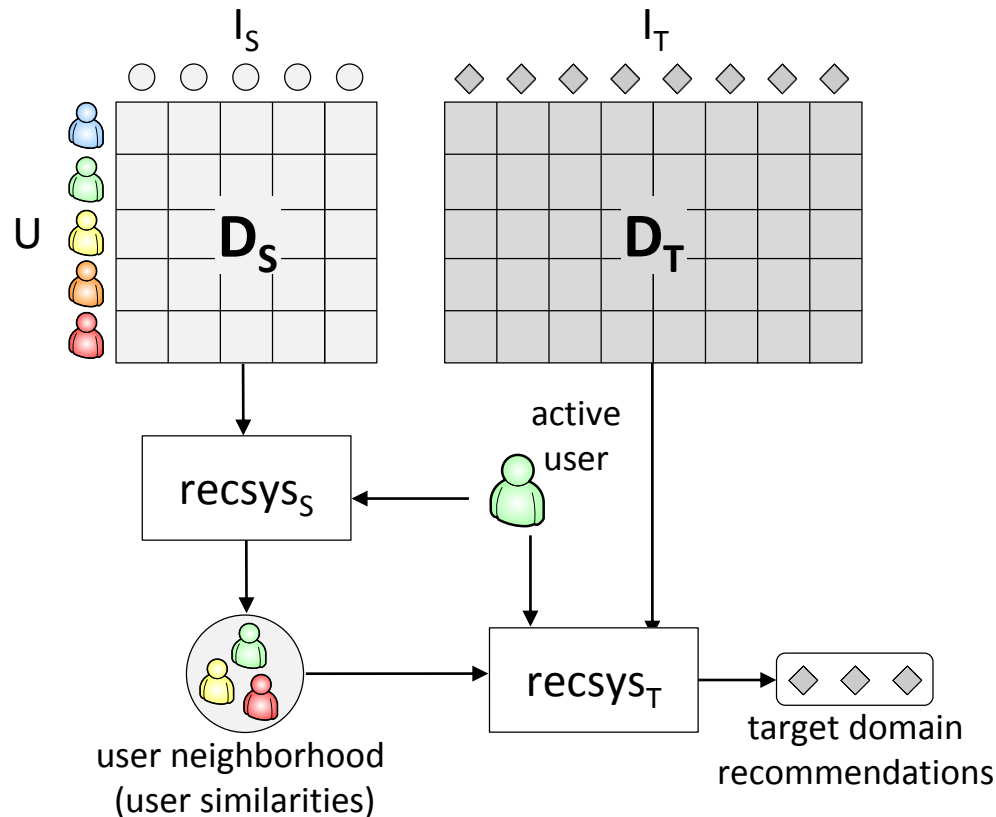 I_S
I_T
U
D_S
D_T
active
user
recsys_S
recsys_T
user neighborhood
(user similarities)
target domain
recommendations